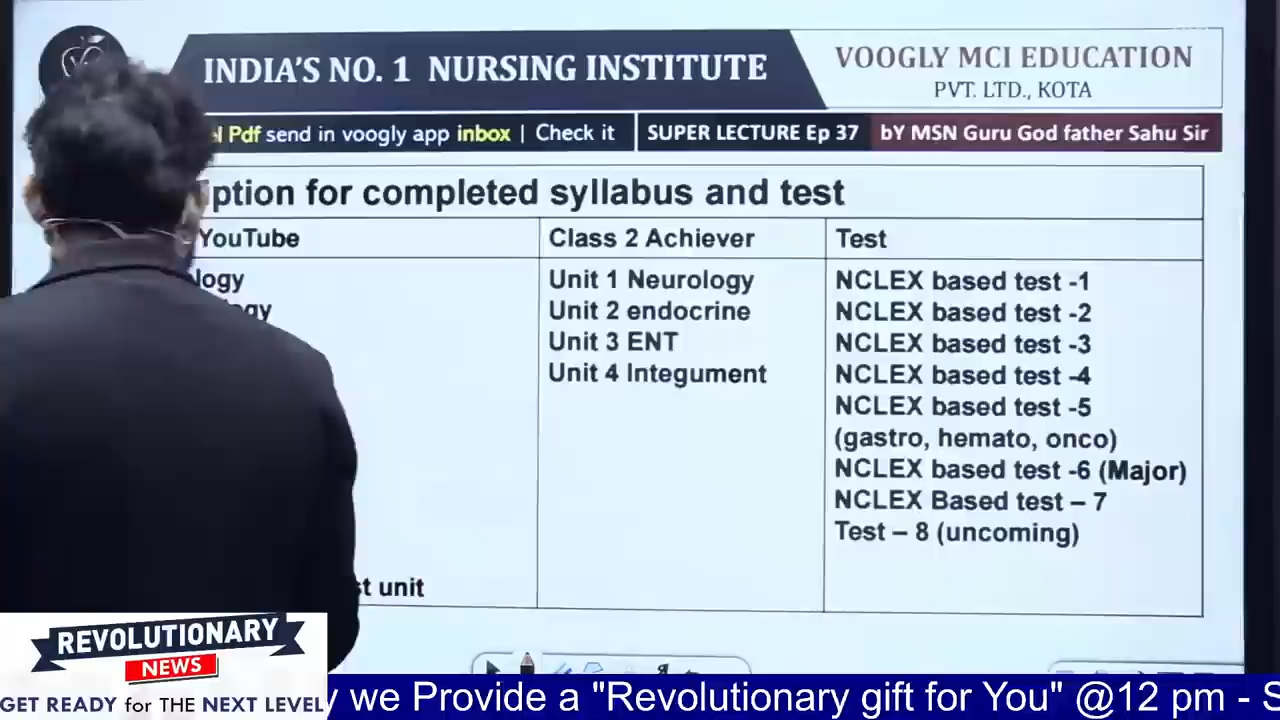 INDIA'S NO. 1 NURSING INSTITUTE
VOOGLY MCI EDUCATION
PVT. LTD., KOTA
Pdf send in voogly app inbox | Check it
SUPER LECTURE Ep 37
bY MSN Guru God father Sahu Sir
ption for completed syllabus and test
YouTube
Class 2 Achiever
Test
logy
gy
Unit 1 Neurology
Unit 2 endocrine
Unit 3 ENT
Unit 4 Integument
NCLEX based test -1
NCLEX based test -2
NCLEX based test -3
NCLEX based test -4
NCLEX based test -5
(gastro, hemato, onco)
NCLEX based test -6 (Major)
NCLEX Based test – 7
Test – 8 (uncoming)
st unit
REVOLUTIONARY
NEWS
GET READY for THE NEXT LEVEL
y we Provide a "Revolutionary gift for You" @12 pm - S